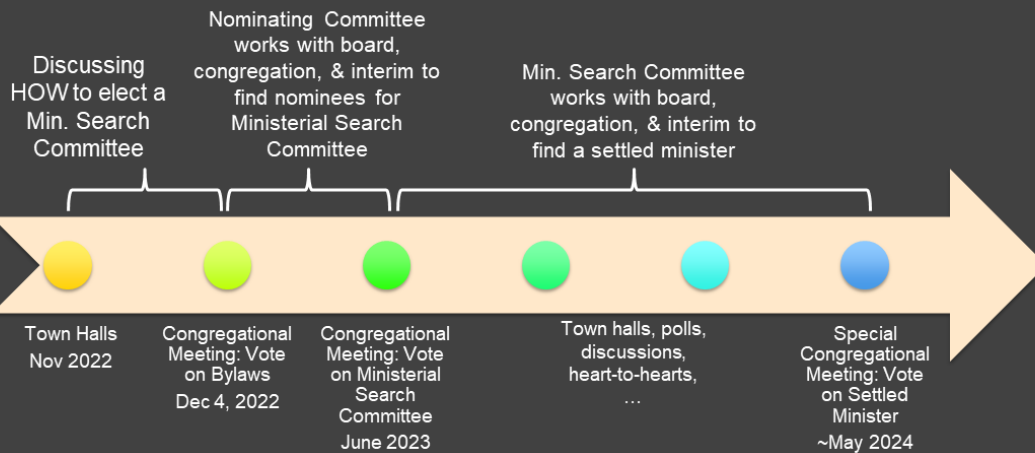 Discussing
HOW to elect a
Min. Search
Committee
Nominating Committee
works with board,
congregation, & interim to
find nominees for
Ministerial Search
Committee
Min. Search Committee
works with board,
congregation, & interim to
find a settled minister
Town Halls
Nov 2022
Congregational
Meeting: Vote
on Bylaws
Dec 4, 2022
Congregational
Meeting: Vote
on Ministerial
Search
Committee
June 2023
Town halls, polls,
discussions,
heart-to-hearts,
…
Special
Congregational
Meeting: Vote
on Settled
Minister
~May 2024